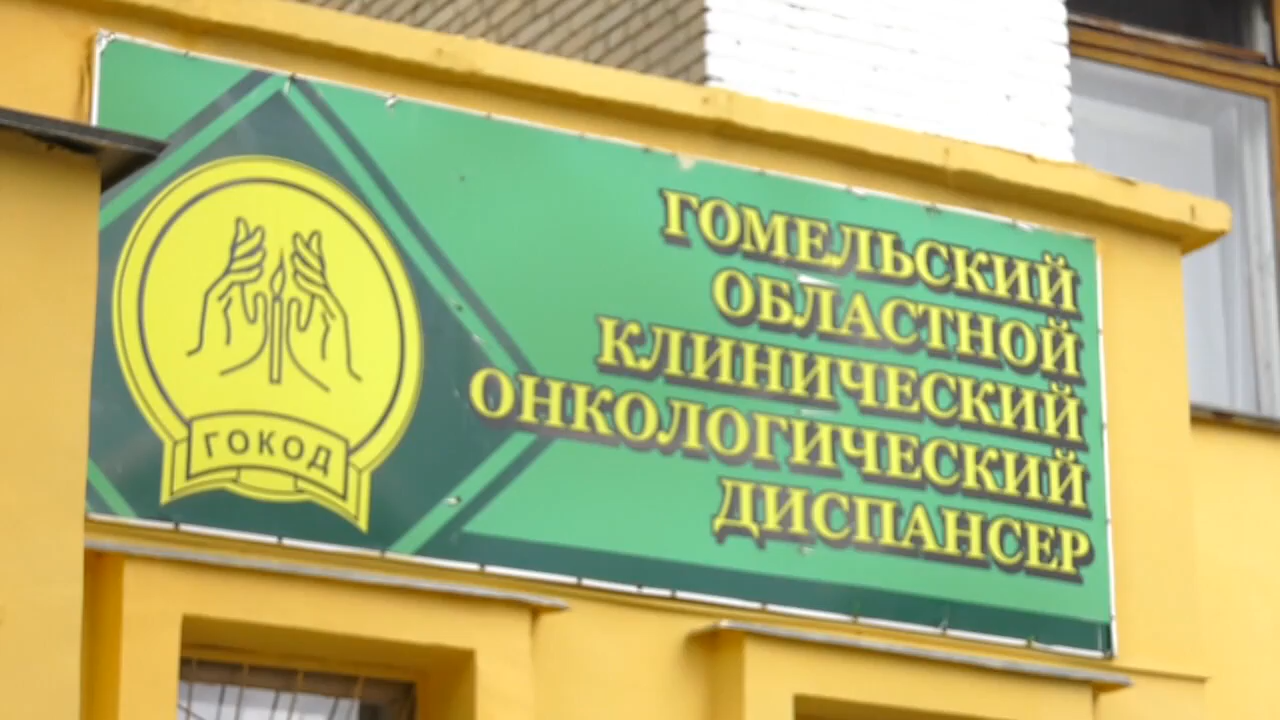 ГОМЕЛЬСКИЙ
ОБЛАСТНОЙ
КЛИНИЧЕСКИЙ
ОНКОЛОГИЧЕСКИЙ
ДИСПАНСЕР
ГОКОД